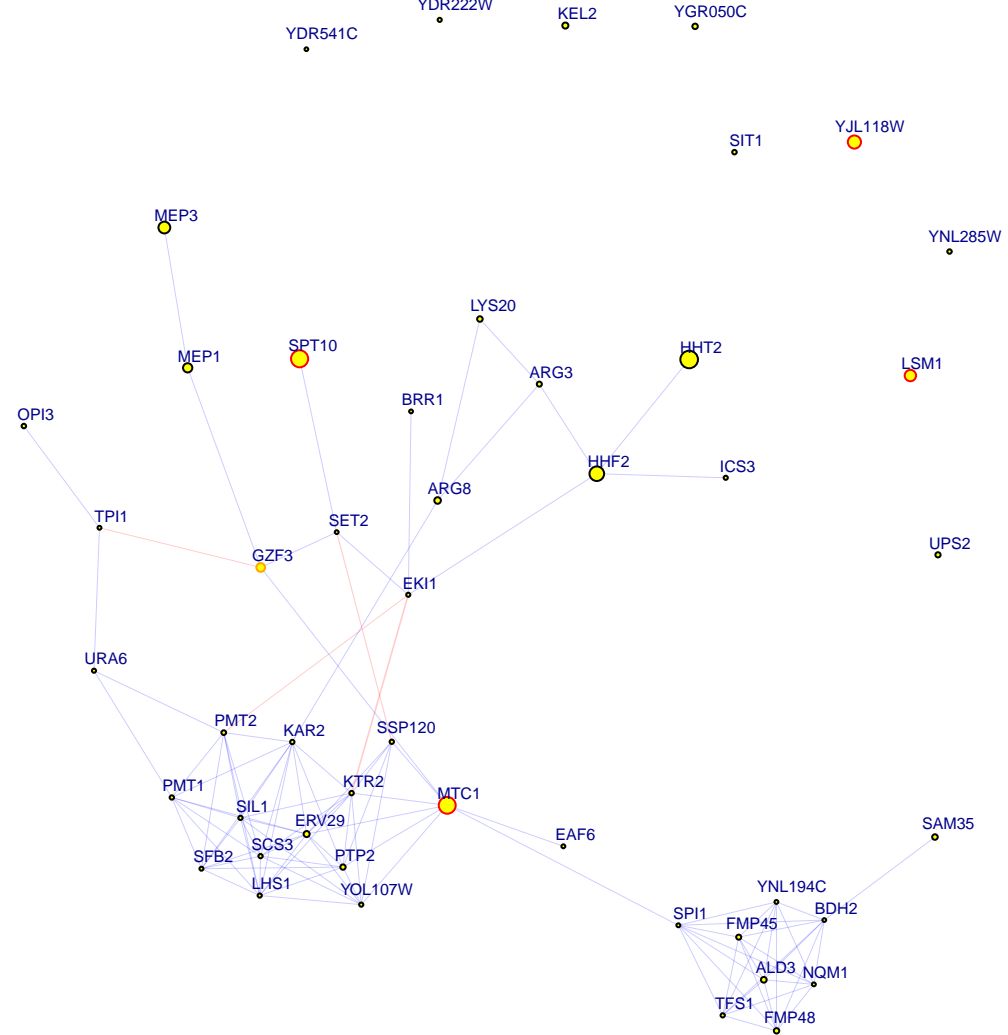 YDR222W
KEL2
YGR050C
YDR541C
YJL118W
SIT1
MEP3
YNL285W
LYS20
SPT10
HHT2
MEP1
LSM1
ARG3
BRR1
OPI3
HHF2
ICS3
ARG8
TPI1
SET2
UPS2
GZF3
EKI1
URA6
PMT2
KAR2
SSP120
PMT1
KTR2
MTC1
SIL1
ERV29
SAM35
EAF6
SCS3
SFB2
PTP2
LHS1
YOL107W
YNL194C
SPI1
BDH2
FMP45
ALD3
NQM1
TFS1
FMP48